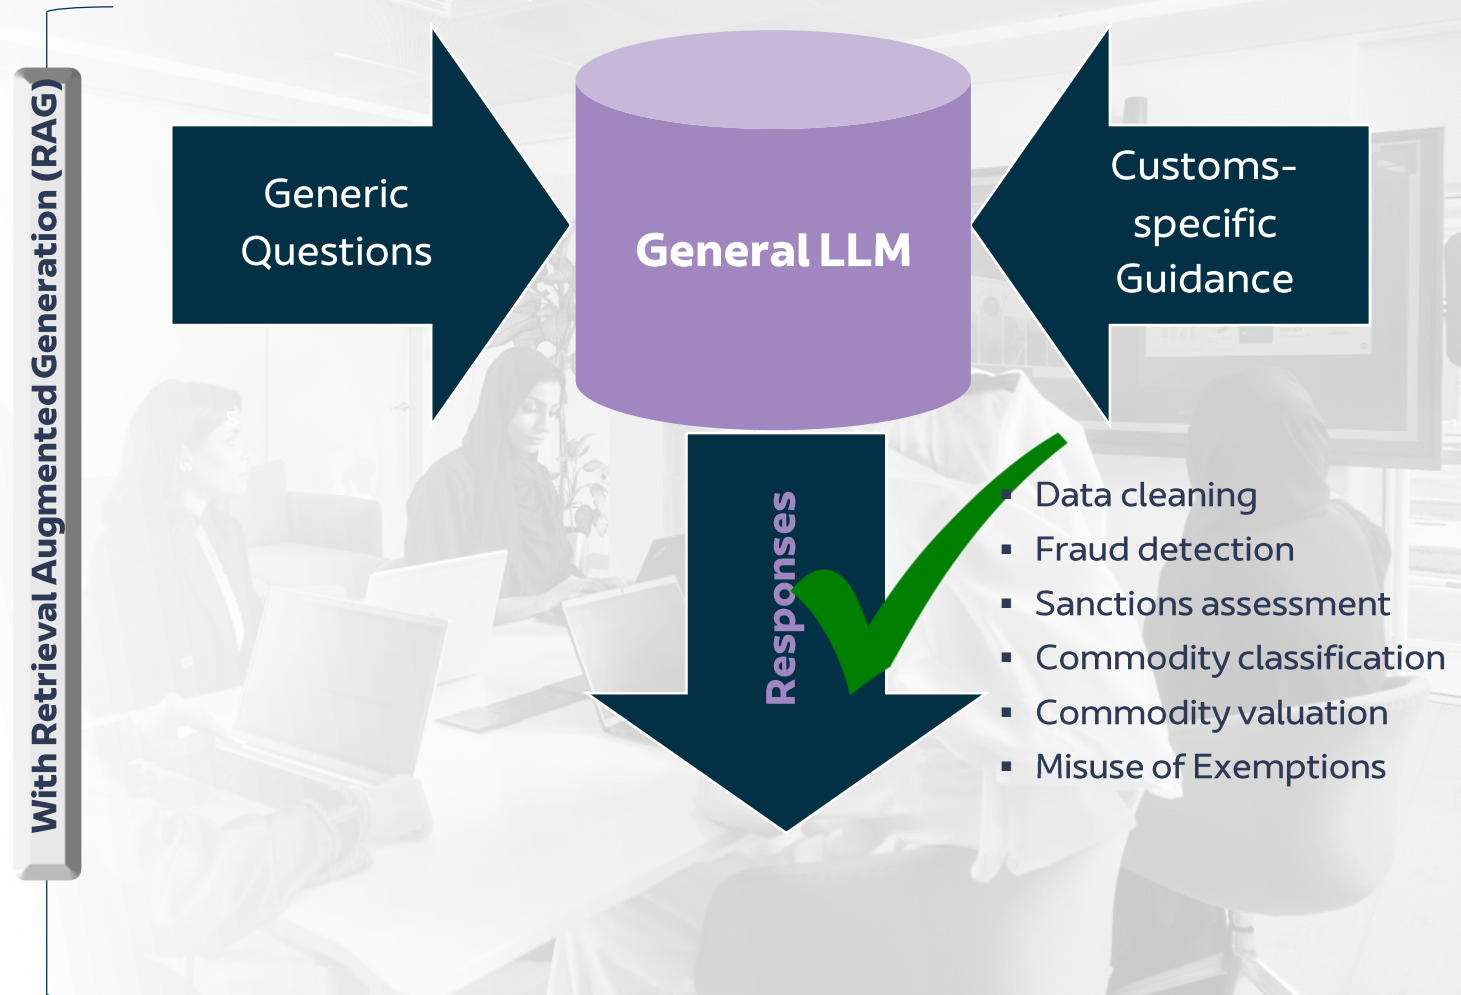 With Retrieval Augmented Generation (RAG)
Generic
Questions
General LLM
Customs-
specific
Guidance
s
Responses
▪ Data cleaning
▪ Fraud detection
▪ Sanctions assessment
▪ Commodity classification
▪ Commodity valuation
▪ Misuse of Exemptions